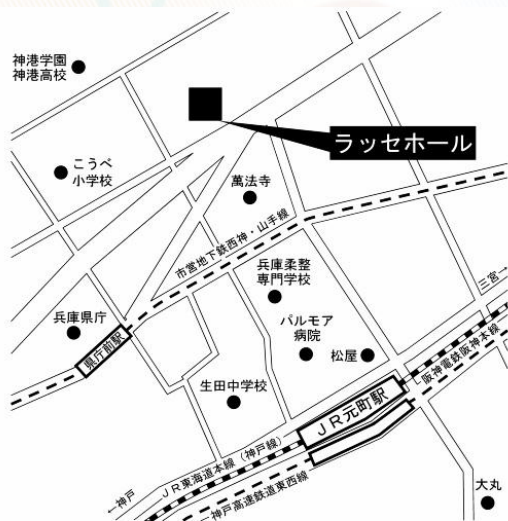 神港学園
神港高校
ラッセホール
こうべ
小学校
萬法寺
市営地下鉄西神・山手線
兵庫柔整
専門学校
三宮→
兵庫県庁
県庁前駅
パルモア
病院
松屋
阪神電鉄阪神本線
生田中学校
JR元町駅
JR東海道本線（神戸線）
←神戸
←神戸高速鉄道東西線
大丸